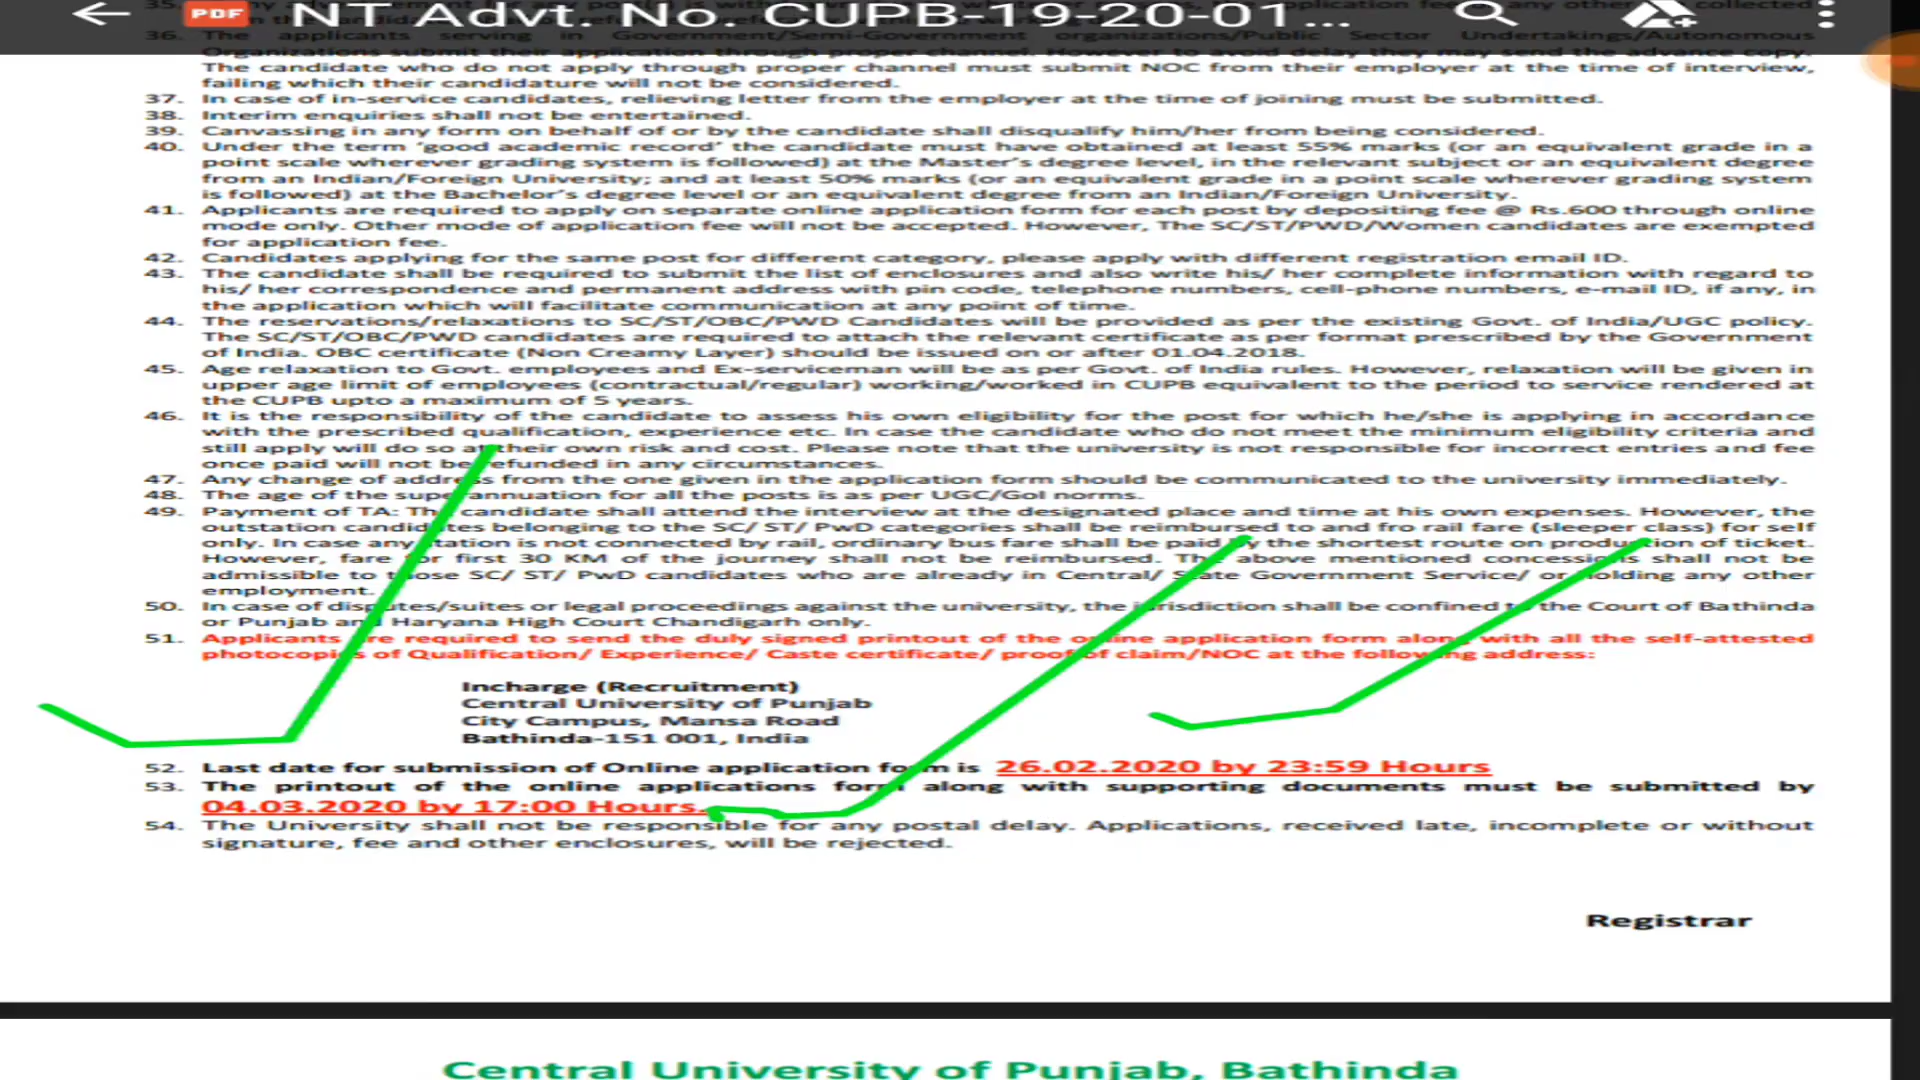 NT Advt. No. CUPB-19-20-01...
PDF
36. The applicants serving in Government/Semi-Government organizations/Public Sector Undertakings/Autonomous
Organizations submit their application through proper channel. However to avoid delay they may send the advance copy.
The candidate who do not apply through proper channel must submit NOC from their employer at the time of interview,
failing which their candidature will not be considered.
37. In case of in-service candidates, relieving letter from the employer at the time of joining must be submitted.
38. Interim enquiries shall not be entertained.
39. Canvassing in any form on behalf of or by the candidate shall disqualify him/her from being considered.
40. Under the term 'good academic record' the candidate must have obtained at least 55% marks (or an equivalent grade in a
point scale wherever grading system is followed) at the Master's degree level, in the relevant subject or an equivalent degree
from an Indian/Foreign University; and at least 50% marks (or an equivalent grade in a point scale wherever grading system
is followed) at the Bachelor's degree level or an equivalent degree from an Indian/Foreign University.
41. Applicants are required to apply on separate online application form for each post by depositing fee @ Rs.600 through online
mode only. Other mode of application fee will not be accepted. However, The SC/ST/PWD/Women candidates are exempted
for application fee.
42. Candidates applying for the same post for different category, please apply with different registration email ID.
43. The candidate shall be required to submit the list of enclosures and also write his/ her complete information with regard to
his/ her correspondence and permanent address with pin code, telephone numbers, cell-phone numbers, e-mail ID, if any, in
the application which will facilitate communication at any point of time.
44. The reservations/relaxations to SC/ST/OBC/PWD Candidates will be provided as per the existing Govt. of India/UGC policy.
The SC/ST/OBC/PWD candidates are required to attach the relevant certificate as per format prescribed by the Government
of India. OBC certificate (Non Creamy Layer) should be issued on or after 01.04.2018.
45. Age relaxation to Govt. employees and Ex-serviceman will be as per Govt. of India rules. However, relaxation will be given in
upper age limit of employees (contractual/regular) working/worked in CUPB equivalent to the period to service rendered at
the CUPB upto a maximum of 5 years.
46. It is the responsibility of the candidate to assess his own eligibility for the post for which he/she is applying in accordance
with the prescribed qualification, experience etc. In case the candidate who do not meet the minimum eligibility criteria and
still apply will do so at their own risk and cost. Please note that the university is not responsible for incorrect entries and fee
once paid will not be refunded in any circumstances.
47. Any change of address from the one given in the application form should be communicated to the university immediately.
48. The age of the superannuation for all the posts is as per UGC/GoI norms.
49. Payment of TA: The candidate shall attend the interview at the designated place and time at his own expenses. However, the
outstation candidates belonging to the SC/ ST/ PwD categories shall be reimbursed to and fro rail fare (sleeper class) for self
only. In case any station is not connected by rail, ordinary bus fare shall be paid by the shortest route on production of ticket.
However, fare for first 30 KM of the journey shall not be reimbursed. The above mentioned concessions shall not be
admissible to those SC/ ST/ PwD candidates who are already in Central/ State Government Service/ or holding any other
employment.
50. In case of disputes/suites or legal proceedings against the university, the jurisdiction shall be confined to the Court of Bathinda
or Punjab and Haryana High Court Chandigarh only.
51. Applicants are required to send the duly signed printout of the online application form along with all the self-attested
photocopies of Qualification/ Experience/ Caste certificate/ proof of claim/NOC at the following address:
Incharge (Recruitment)
Central University of Punjab
City Campus, Mansa Road
Bathinda-151 001, India
52. Last date for submission of Online application form is 26.02.2020 by 23:59 Hours
53. The printout of the online applications form along with supporting documents must be submitted by
04.03.2020 by 17:00 Hours.
54. The University shall not be responsible for any postal delay. Applications, received late, incomplete or without
signature, fee and other enclosures, will be rejected.
Registrar
Central University of Punjab, Bathinda